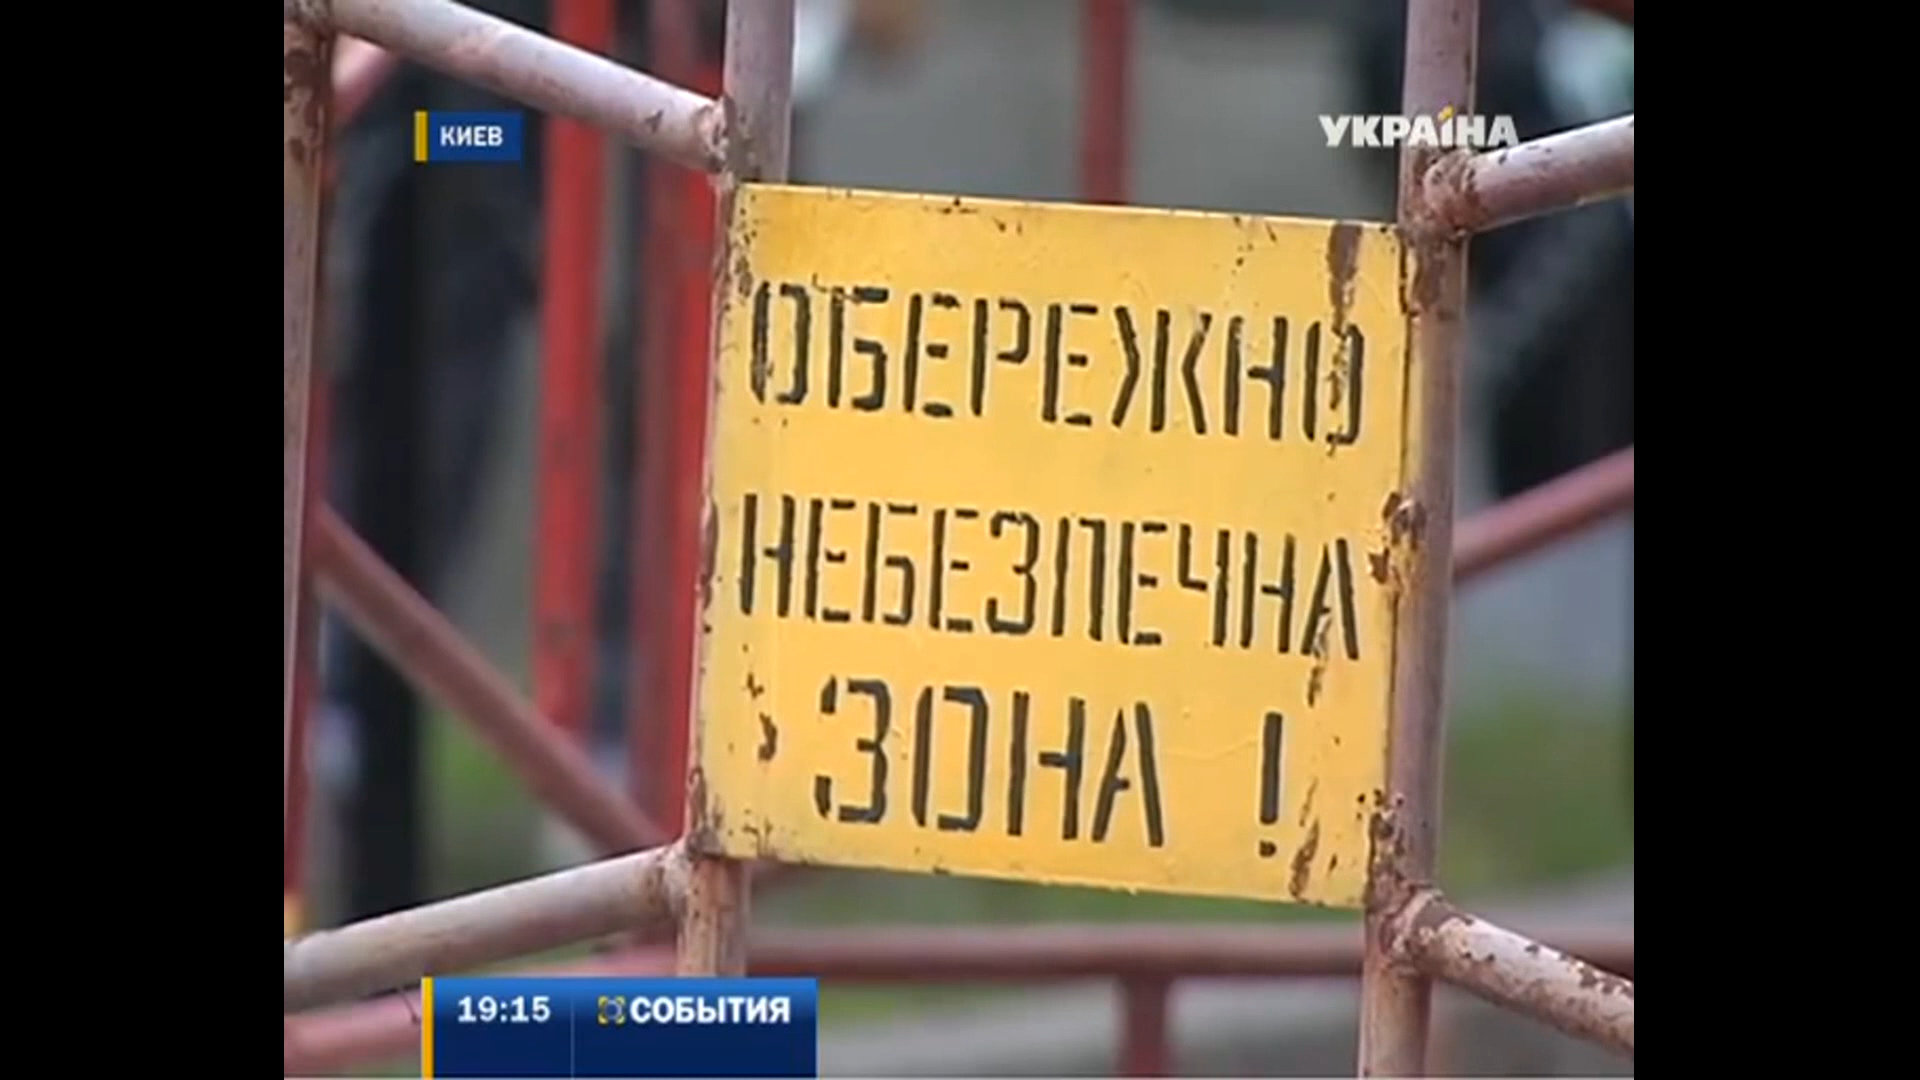 КИЕВ
УКРАЇНА
ОБЕРЕЖНО
НЕБЕЗПЕЧНА
ЗОНА !
19:15 СОБЫТИЯ